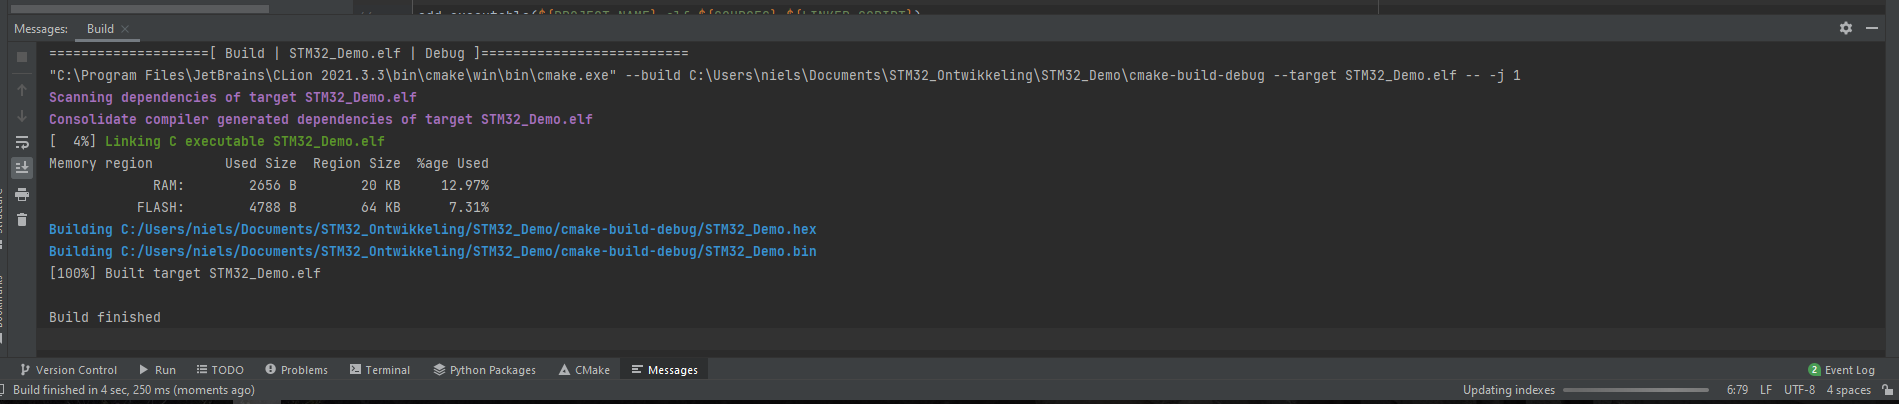 add_executable(${PROJECT_NAME}.elf ${SOURCES} ${LINKER_SCRIPT})
Messages: Build
====================[ Build | STM32_Demo.elf | Debug ]==========================
"C:\Program Files\JetBrains\CLion 2021.3.3\bin\cmake\win\bin\cmake.exe" --build C:\Users\niels\Documents\STM32_Ontwikkeling\STM32_Demo\cmake-build-debug --target STM32_Demo.elf -- -j 1
Scanning dependencies of target STM32_Demo.elf
Consolidate compiler generated dependencies of target STM32_Demo.elf
[  4%] Linking C executable STM32_Demo.elf
Memory region         Used Size  Region Size  %age Used
             RAM:        2656 B        20 KB     12.97%
           FLASH:        4788 B        64 KB      7.31%
Building C:/Users/niels/Documents/STM32_Ontwikkeling/STM32_Demo/cmake-build-debug/STM32_Demo.hex
Building C:/Users/niels/Documents/STM32_Ontwikkeling/STM32_Demo/cmake-build-debug/STM32_Demo.bin
[100%] Built target STM32_Demo.elf
Build finished
Version Control Run TODO Problems Terminal Python Packages CMake Messages 2 Event Log
Build finished in 4 sec, 250 ms (moments ago) Updating indexes 6:79 LF UTF-8 4 spaces